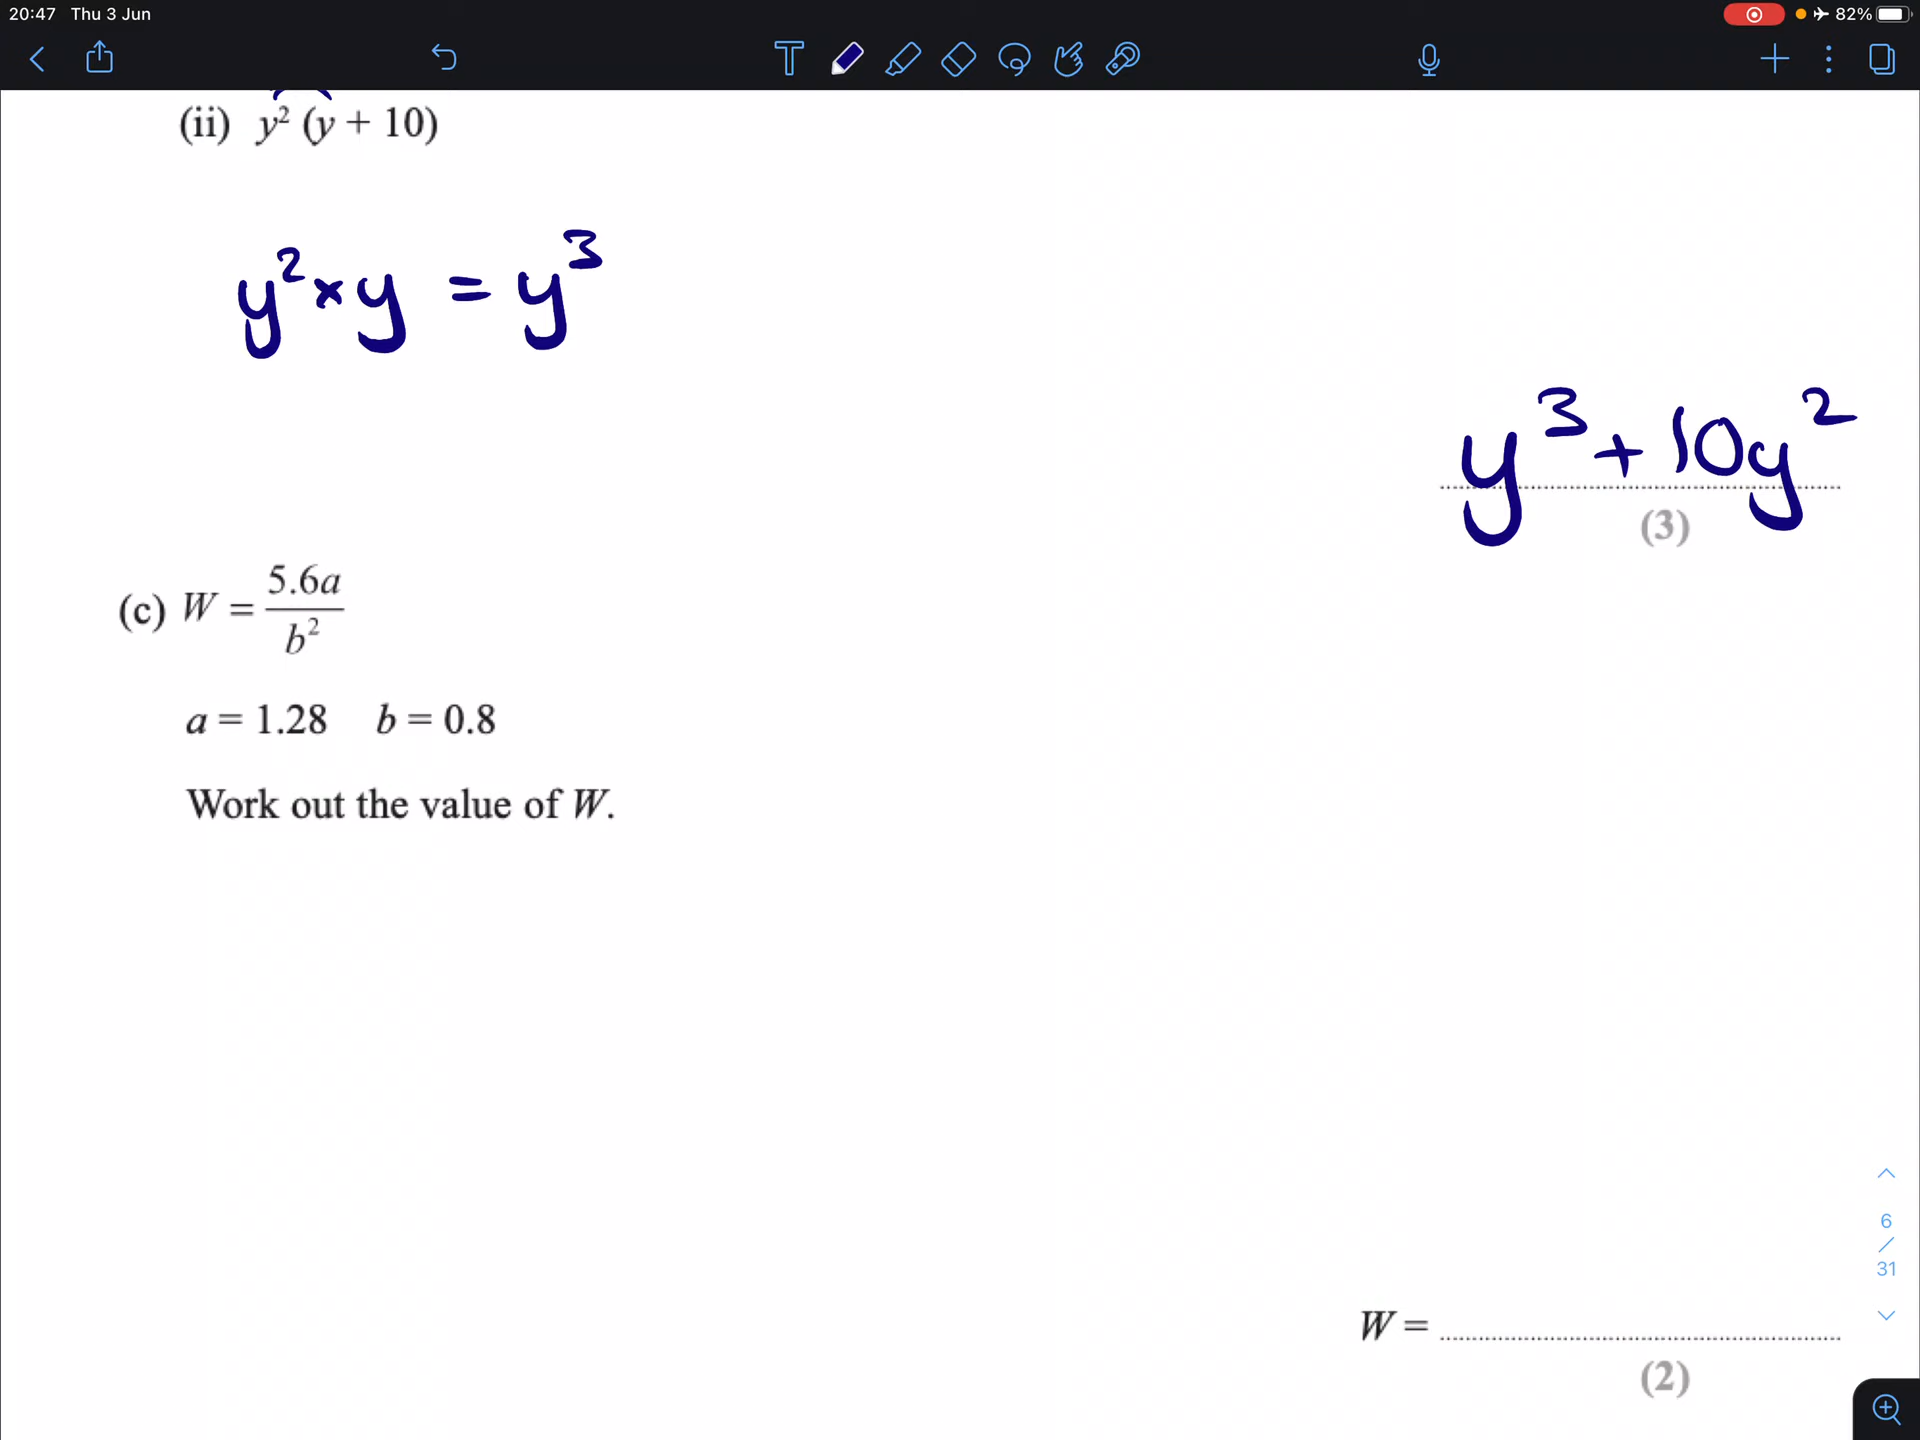 20:47 Thu 3 Jun 82%
T
(ii) y² (y + 10)
y² × y = y³
y³ + 10y²
(3)
(c) W = 5.6a / b²
a = 1.28 b = 0.8
Work out the value of W.
6
/
31
W = ........................................
(2)